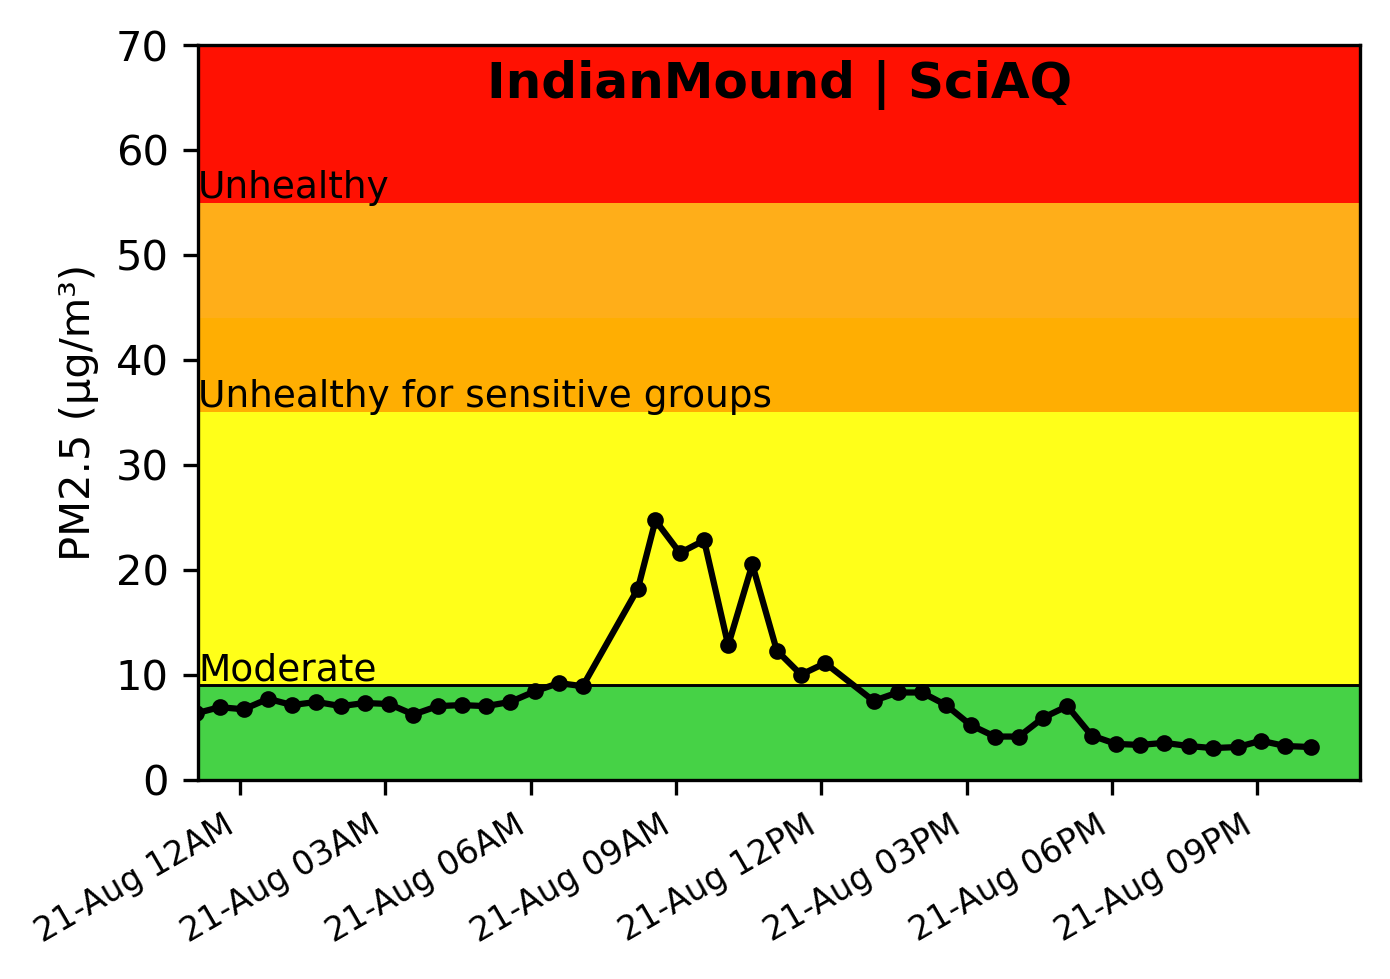 IndianMound | SciAQ
PM2.5 (µg/m³)
70
60
50
40
30
20
10
0
Unhealthy
Unhealthy for sensitive groups
Moderate
21-Aug 12AM
21-Aug 03AM
21-Aug 06AM
21-Aug 09AM
21-Aug 12PM
21-Aug 03PM
21-Aug 06PM
21-Aug 09PM